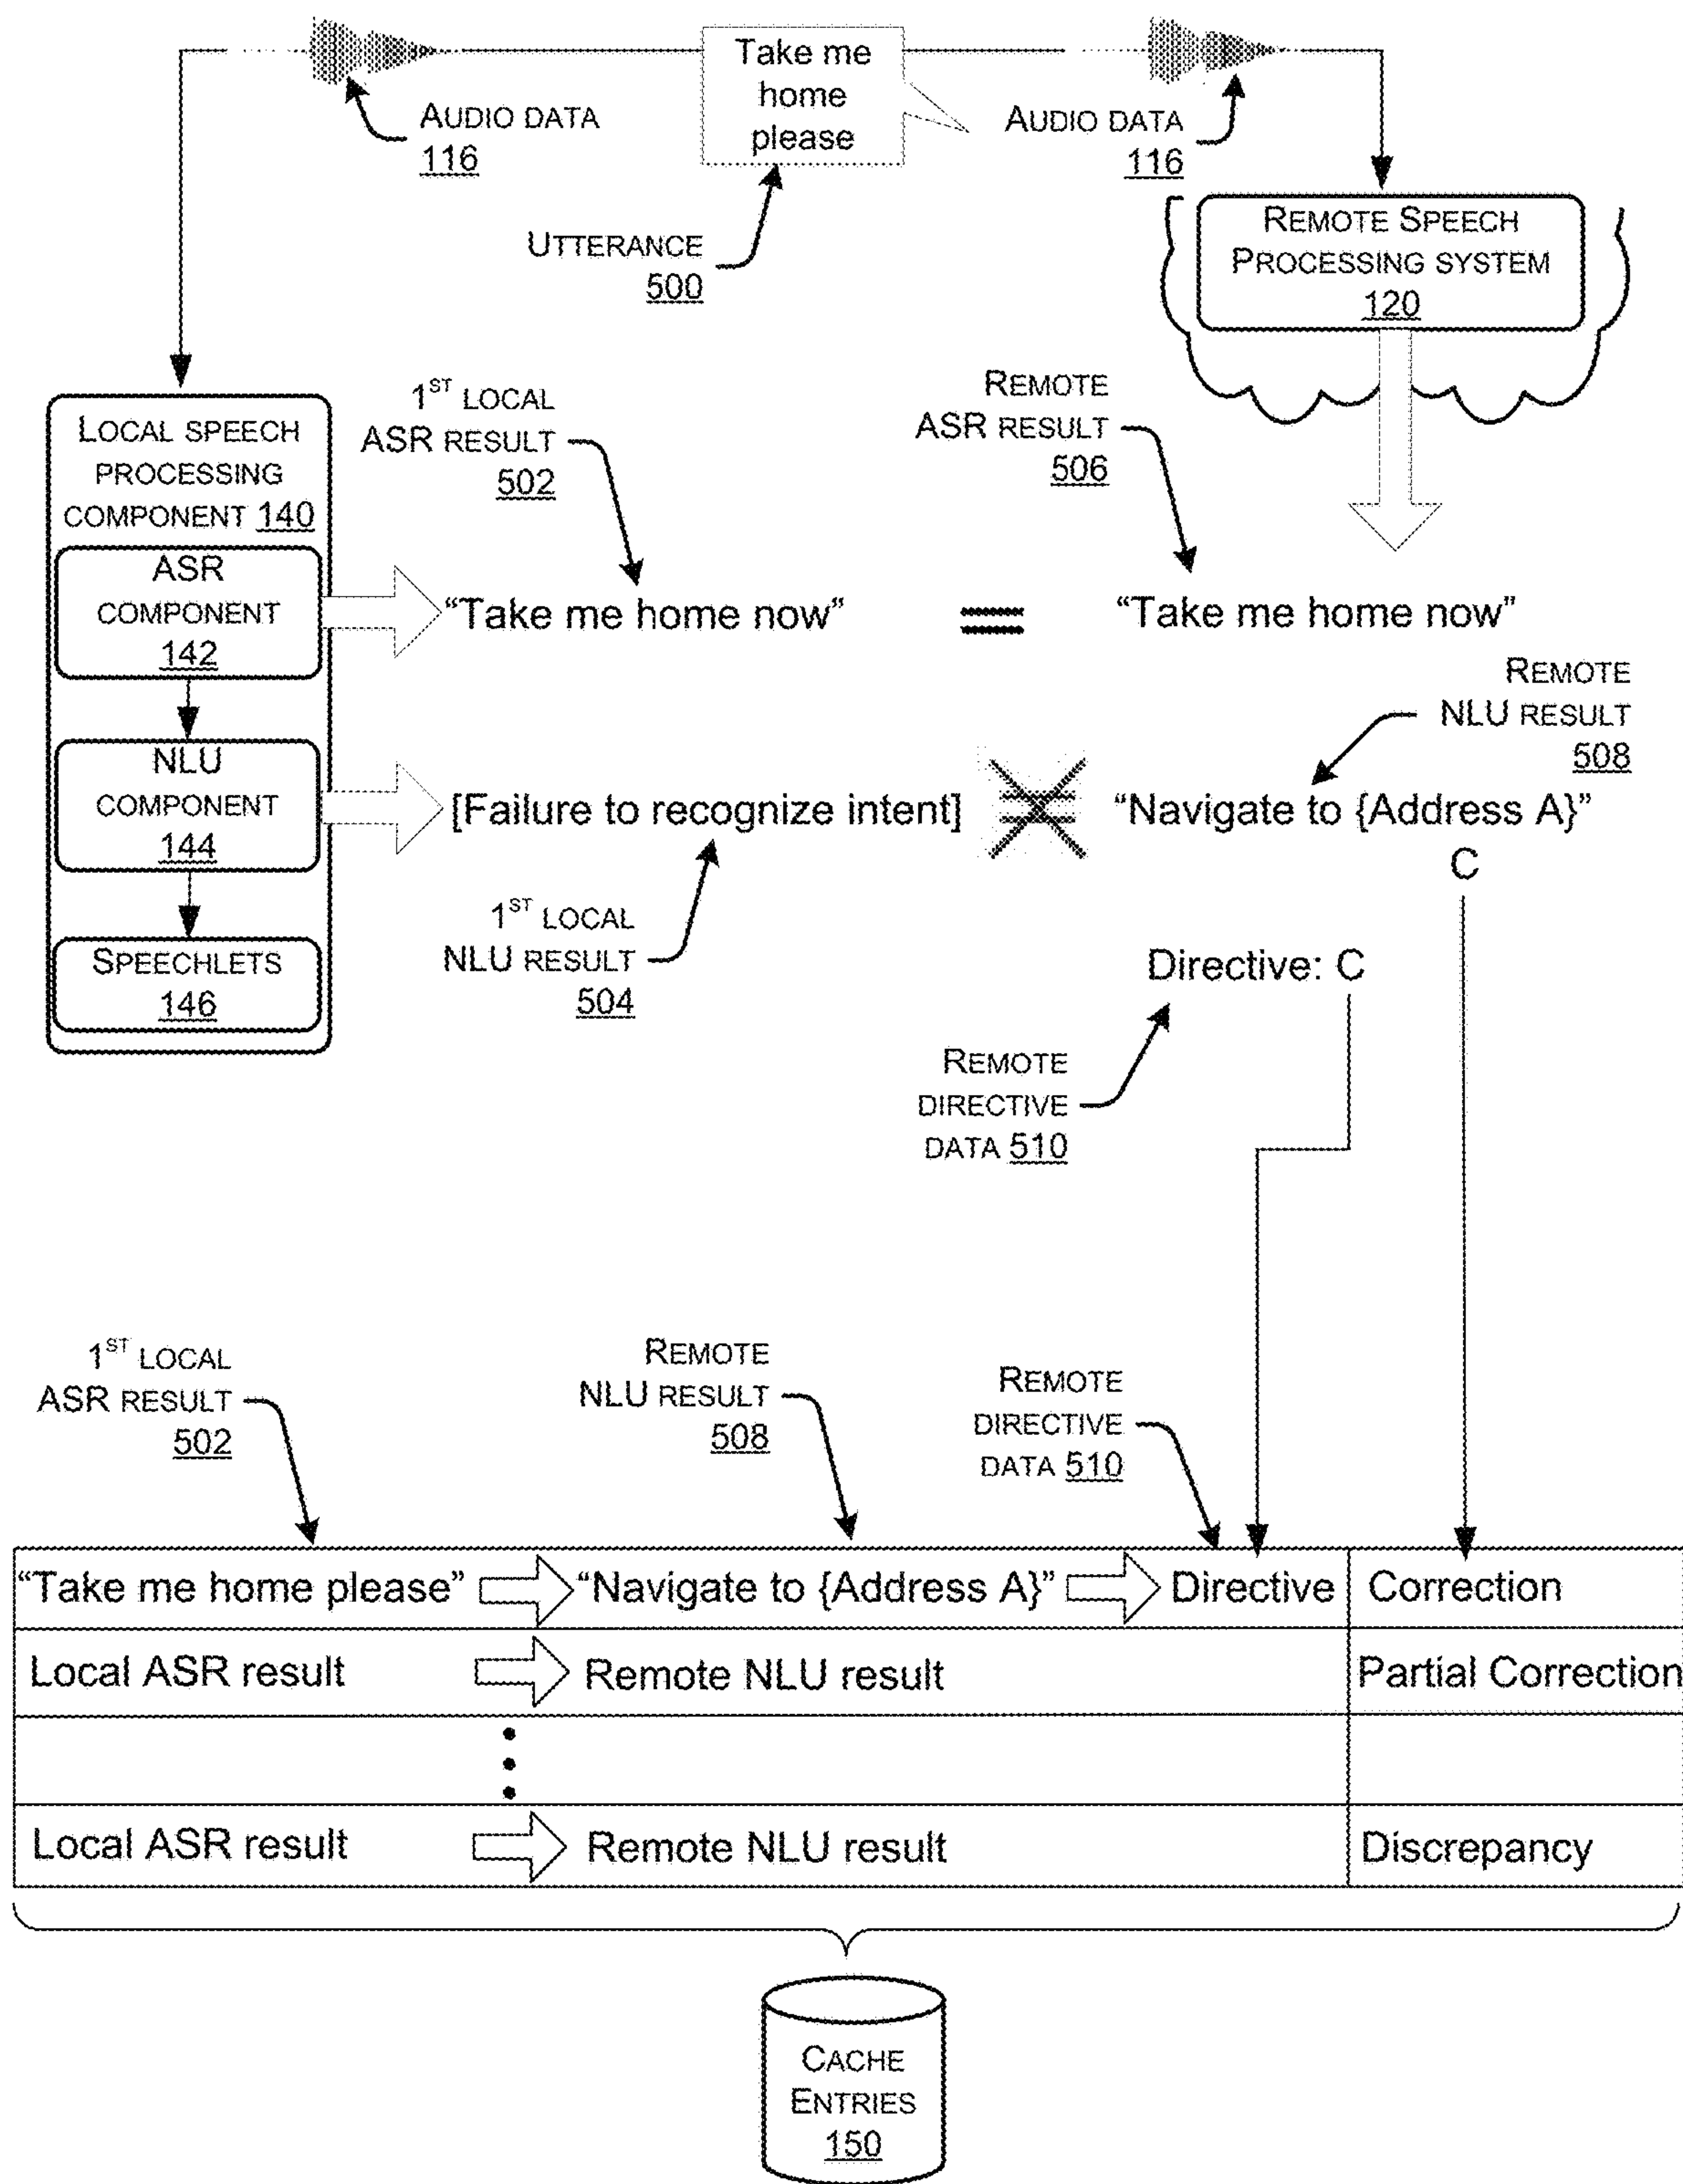 Take me
home
please
AUDIO DATA
116
AUDIO DATA
116
UTTERANCE
500
REMOTE SPEECH
PROCESSING SYSTEM
120
LOCAL SPEECH
PROCESSING
COMPONENT 140
ASR
COMPONENT
142
NLU
COMPONENT
144
SPEECHLETS
146
1ST LOCAL
ASR RESULT
502
REMOTE
ASR RESULT
506
“Take me home now”
=
“Take me home now”
REMOTE
NLU RESULT
508
[Failure to recognize intent]
“Navigate to {Address A}”
C
1ST LOCAL
NLU RESULT
504
Directive: C
REMOTE
DIRECTIVE
DATA 510
1ST LOCAL
ASR RESULT
502
REMOTE
NLU RESULT
508
REMOTE
DIRECTIVE
DATA 510
“Take me home please” “Navigate to {Address A}” Directive Correction
Local ASR result Remote NLU result Partial Correction
Local ASR result Remote NLU result Discrepancy
CACHE
ENTRIES
150